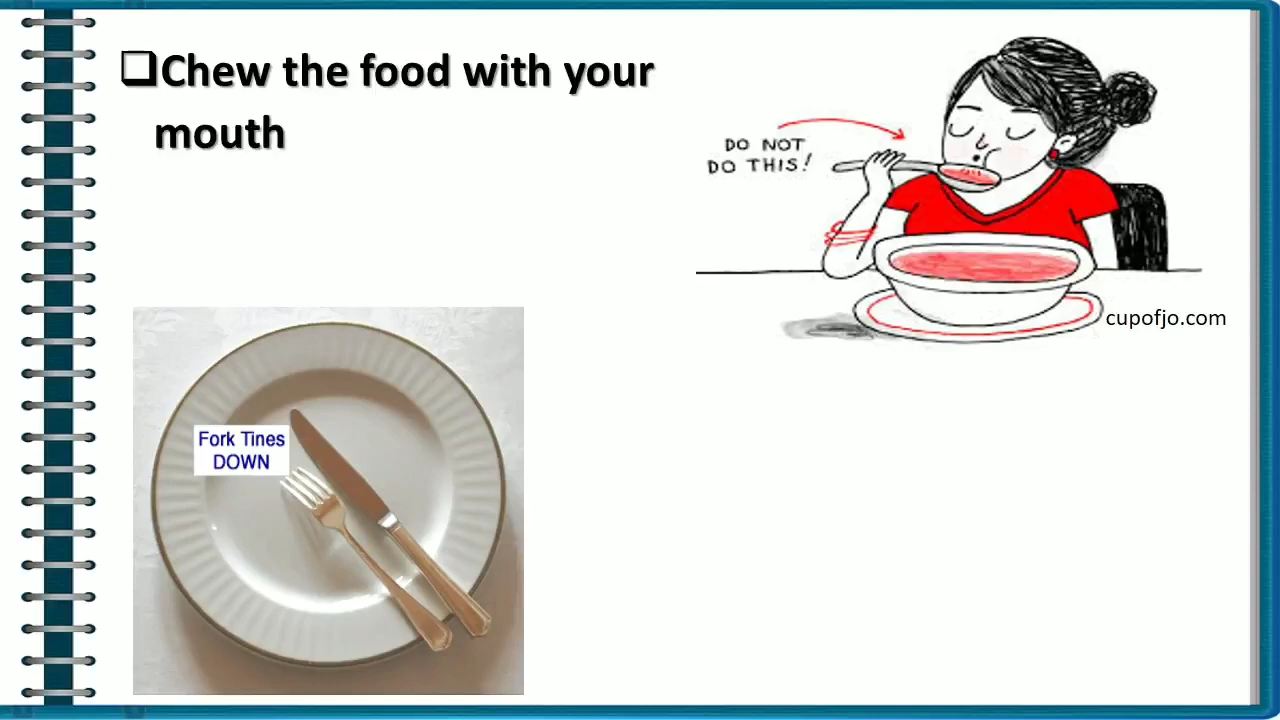 ❑Chew the food with your
mouth
DO NOT
DO THIS!
cupofjo.com
Fork Tines
DOWN